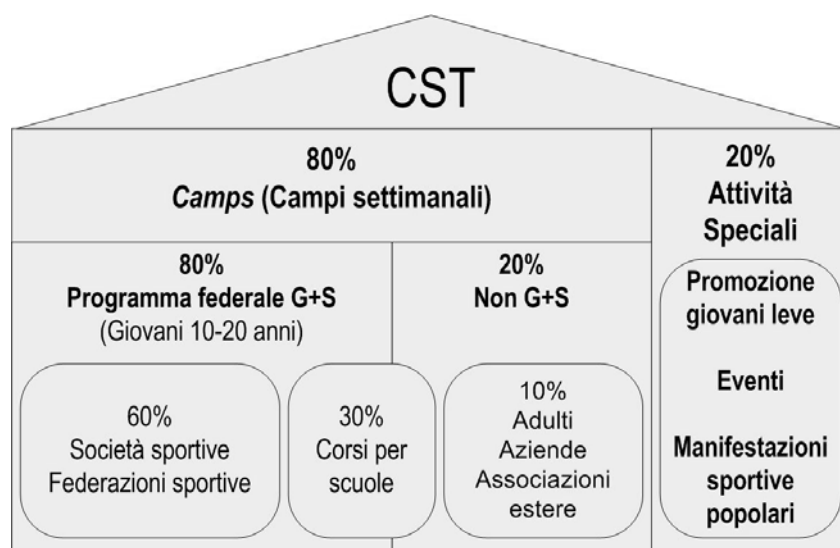 CST
80%
Camps (Campi settimanali)
20%
Attività
Speciali
80%
Programma federale G+S
(Giovani 10-20 anni)
20%
Non G+S
60%
Società sportive
Federazioni sportive
30%
Corsi per
scuole
10%
Adulti
Aziende
Associazioni
estere
Promozione
giovani leve
Eventi
Manifestazioni
sportive
popolari